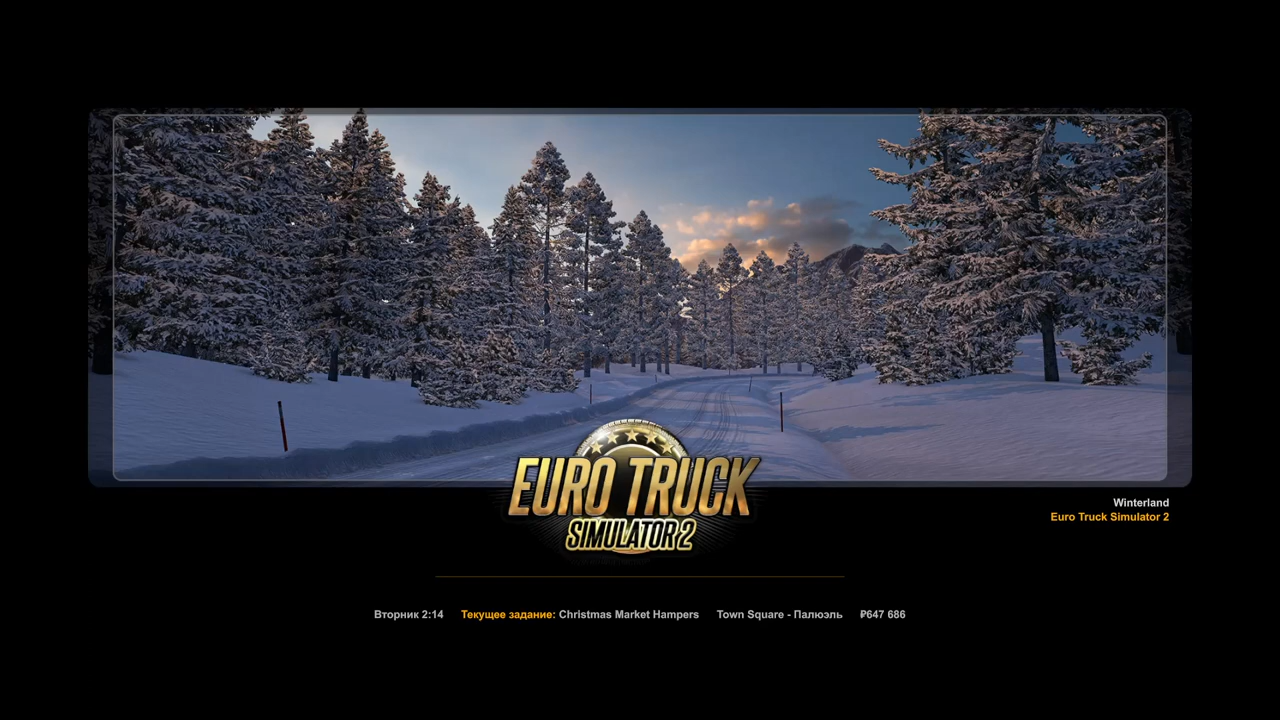 EURO TRUCK
SIMULATOR 2
Winterland
Euro Truck Simulator 2
Вторник 2:14 Текущее задание: Christmas Market Hampers Town Square - Палюэль ₽647 686